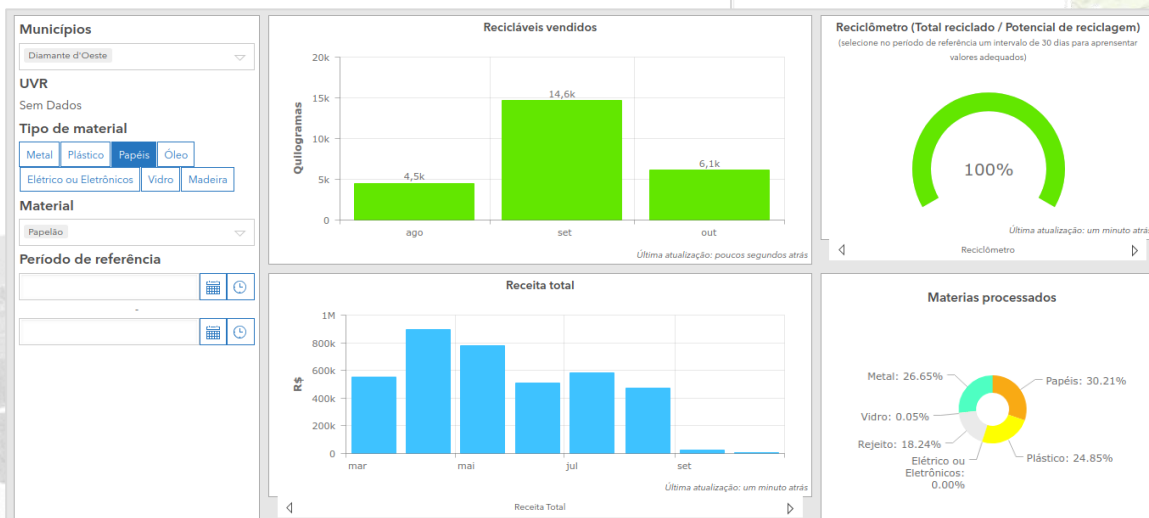 Municípios
Diamante d'Oeste
UVR
Sem Dados
Tipo de material
Metal
Plástico
Papéis
Óleo
Elétrico ou Eletrônicos
Vidro
Madeira
Material
Papelão
Período de referência
-
Recicláveis vendidos
Quilogramas
20k
15k
10k
5k
0
4,5k
14,6k
6,1k
ago
set
out
Última atualização: poucos segundos atrás
Reciclômetro (Total reciclado / Potencial de reciclagem)
(selecione no período de referência um intervalo de 30 dias para aprensentar
valores adequados)
100%
Última atualização: um minuto atrás
Reciclômetro
Receita total
R$
1M
800k
600k
400k
200k
0
mar
mai
jul
set
Última atualização: um minuto atrás
Receita Total
Materias processados
Metal: 26.65%
Papéis: 30.21%
Vidro: 0.05%
Rejeito: 18.24%
Elétrico ou
Eletrônicos:
0.00%
Plástico: 24.85%